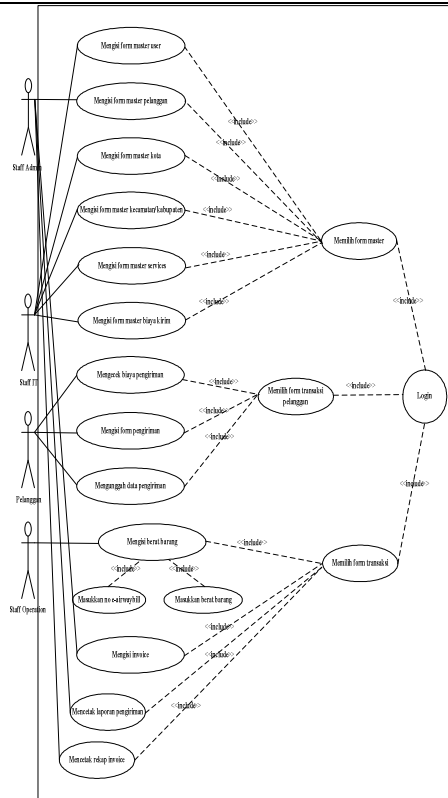 Mengisi form master user
Mengisi form master pelanggan
<<include>>
<<include>>
Staff Admin
Mengisi form master kota
<<include>>
Mengisi form master kecamatan/kabupaten
<<include>>
Memilih form master
Mengisi form master services
<<include>>
Mengisi form master biaya kirim
<<include>>
<<include>>
Staff IT
Mengecek biaya pengiriman
<<include>>
Memilih form transaksi
pelanggan
<<include>>
Login
Mengisi form pengiriman
<<include>>
<<include>>
Mengunggah data pengiriman
Pelanggan
<<include>>
Mengisi berat barang
<<include>>
<<include>>
<<include>>
Memilih form transaksi
Staff Operation
Masukkan no e-airwaybill
Masukkan berat barang
<<include>>
Mengisi invoice
<<include>>
Mencetak laporan pengiriman
<<include>>
Mencetak rekap invoice